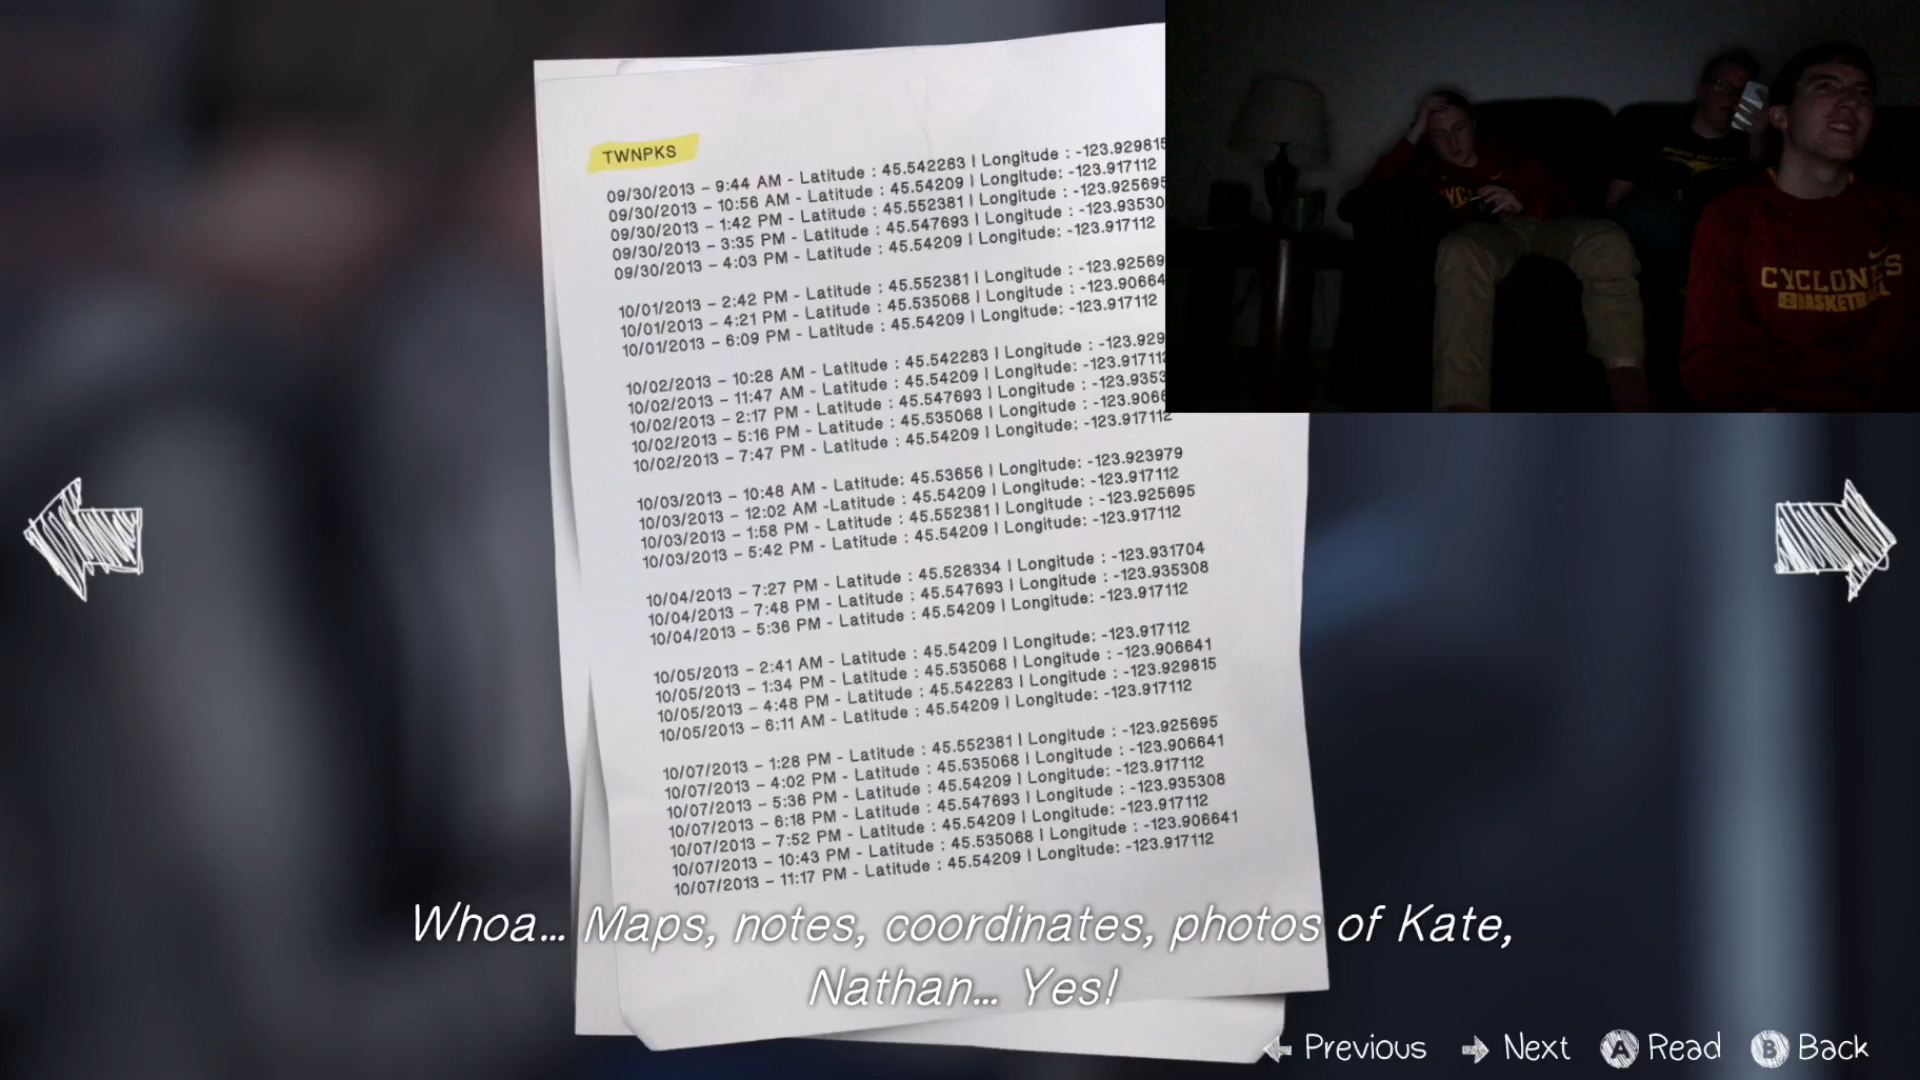 TWNPKS
09/30/2013 – 9:44 AM - Latitude : 45.542283 | Longitude : -123.929815
09/30/2013 – 10:56 AM - Latitude : 45.54209 | Longitude: -123.917112
09/30/2013 – 1:42 PM - Latitude : 45.552381 | Longitude : -123.925695
09/30/2013 – 3:35 PM - Latitude : 45.547693 | Longitude : -123.93530
09/30/2013 – 4:03 PM - Latitude : 45.54209 | Longitude: -123.917112
10/01/2013 – 2:42 PM - Latitude : 45.552381 | Longitude : -123.92569
10/01/2013 – 4:21 PM - Latitude : 45.535068 | Longitude : -123.90664
10/01/2013 – 6:09 PM - Latitude : 45.54209 | Longitude: -123.917112
10/02/2013 – 10:28 AM - Latitude : 45.542283 | Longitude : -123.929
10/02/2013 – 11:47 AM - Latitude : 45.54209 | Longitude: -123.917112
10/02/2013 – 2:17 PM - Latitude : 45.547693 | Longitude : -123.9353
10/02/2013 – 5:16 PM - Latitude : 45.535068 | Longitude : -123.906
10/02/2013 – 7:47 PM - Latitude : 45.54209 | Longitude: -123.917112
10/03/2013 – 10:48 AM - Latitude: 45.53656 | Longitude: -123.923979
10/03/2013 – 12:02 AM -Latitude : 45.54209 | Longitude: -123.917112
10/03/2013 – 1:58 PM - Latitude : 45.552381 | Longitude : -123.925695
10/03/2013 – 5:42 PM - Latitude : 45.54209 | Longitude: -123.917112
10/04/2013 – 7:27 PM - Latitude : 45.528334 | Longitude : -123.931704
10/04/2013 – 7:48 PM - Latitude : 45.547693 | Longitude : -123.935308
10/04/2013 – 5:36 PM - Latitude : 45.54209 | Longitude: -123.917112
10/05/2013 – 2:41 AM - Latitude : 45.54209 | Longitude: -123.917112
10/05/2013 – 1:34 PM - Latitude : 45.535068 | Longitude : -123.906641
10/05/2013 – 4:48 PM - Latitude : 45.542283 | Longitude : -123.929815
10/05/2013 – 6:11 AM - Latitude : 45.54209 | Longitude: -123.917112
10/07/2013 – 1:28 PM - Latitude : 45.552381 | Longitude : -123.925695
10/07/2013 – 4:02 PM - Latitude : 45.535068 | Longitude : -123.906641
10/07/2013 – 5:36 PM - Latitude : 45.54209 | Longitude: -123.917112
10/07/2013 – 6:18 PM - Latitude : 45.547693 | Longitude : -123.935308
10/07/2013 – 7:52 PM - Latitude : 45.54209 | Longitude: -123.917112
10/07/2013 – 10:43 PM - Latitude : 45.535068 | Longitude : -123.906641
10/07/2013 – 11:17 PM - Latitude : 45.54209 | Longitude: -123.917112
CYCLONES
BASKETBALL
Whoa... Maps, notes, coordinates, photos of Kate,
Nathan... Yes!
Previous Next A Read B Back